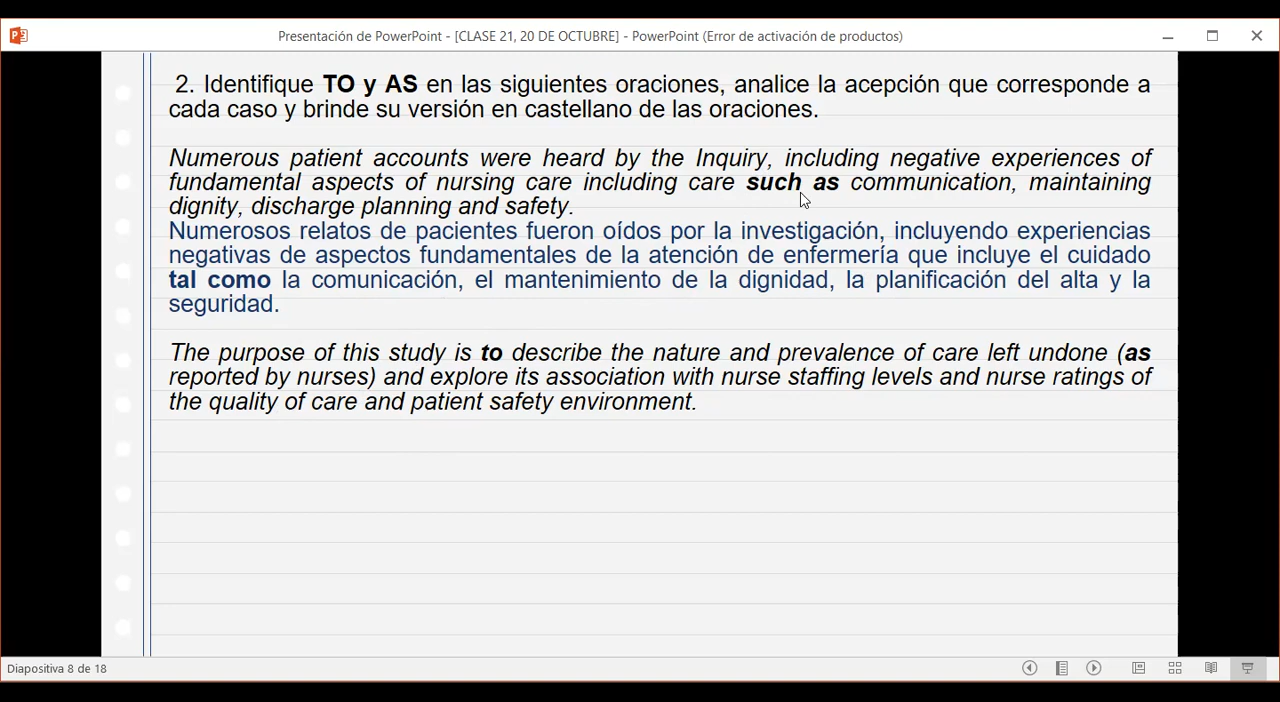 Presentación de PowerPoint - [CLASE 21, 20 DE OCTUBRE] - PowerPoint (Error de activación de productos)
2. Identifique TO y AS en las siguientes oraciones, analice la acepción que corresponde a
cada caso y brinde su versión en castellano de las oraciones.
Numerous patient accounts were heard by the Inquiry, including negative experiences of
fundamental aspects of nursing care including care such as communication, maintaining
dignity, discharge planning and safety.
Numerosos relatos de pacientes fueron oídos por la investigación, incluyendo experiencias
negativas de aspectos fundamentales de la atención de enfermería que incluye el cuidado
tal como la comunicación, el mantenimiento de la dignidad, la planificación del alta y la
seguridad.
The purpose of this study is to describe the nature and prevalence of care left undone (as
reported by nurses) and explore its association with nurse staffing levels and nurse ratings of
the quality of care and patient safety environment.
Diapositiva 8 de 18